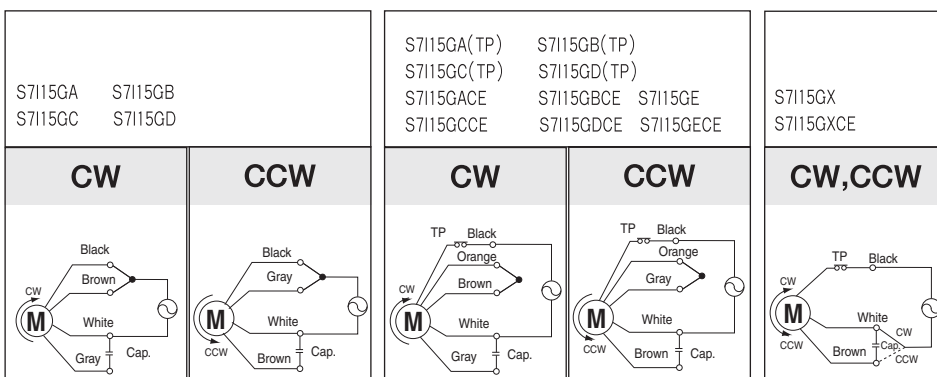 S7I15GA S7I15GB
S7I15GC S7I15GD
CW CCW
Black
Brown
CW
M
White
Gray Cap.
Black
Gray
M
White
CCW
Brown Cap.
S7I15GA(TP) S7I15GB(TP)
S7I15GC(TP) S7I15GD(TP)
S7I15GACE S7I15GBCE S7I15GE
S7I15GCCE S7I15GDCE S7I15GECE
CW CCW
TP Black
Orange
Brown
CW
M
White
Gray Cap.
TP Black
Orange
Gray
M
White
CCW
Brown Cap.
S7I15GX
S7I15GXCE
CW,CCW
TP Black
CW
M
White
CW
CCW
Brown Cap.
CCW